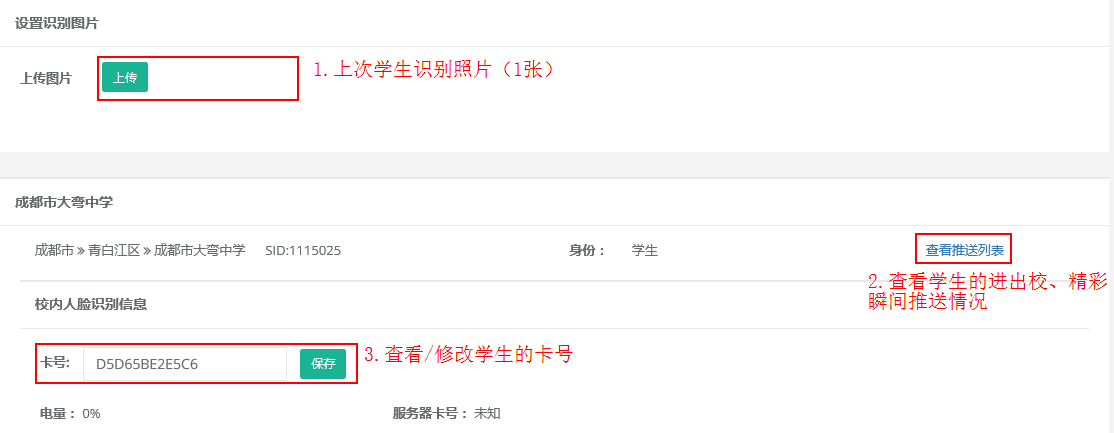 设置识别图片
上传图片 上传 1.上次学生识别照片（1张）
成都市大弯中学
成都市 » 青白江区 » 成都市大弯中学 SID:1115025 身份： 学生 查看推送列表
2.查看学生的进出校、精彩
瞬间推送情况
校内人脸识别信息
卡号: D5D65BE2E5C6 保存 3.查看/修改学生的卡号
电量： 0% 服务器卡号： 未知